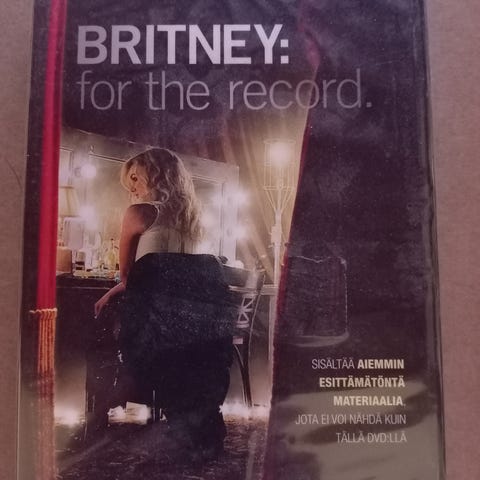 BRITNEY:
for the record.
SISÄLTÄÄ AIEMMIN
ESITTÄMÄTÖNTÄ
MATERIAALIA,
JOTA EI VOI NÄHDÄ KUIN
TÄLLÄ DVD:LLÄ